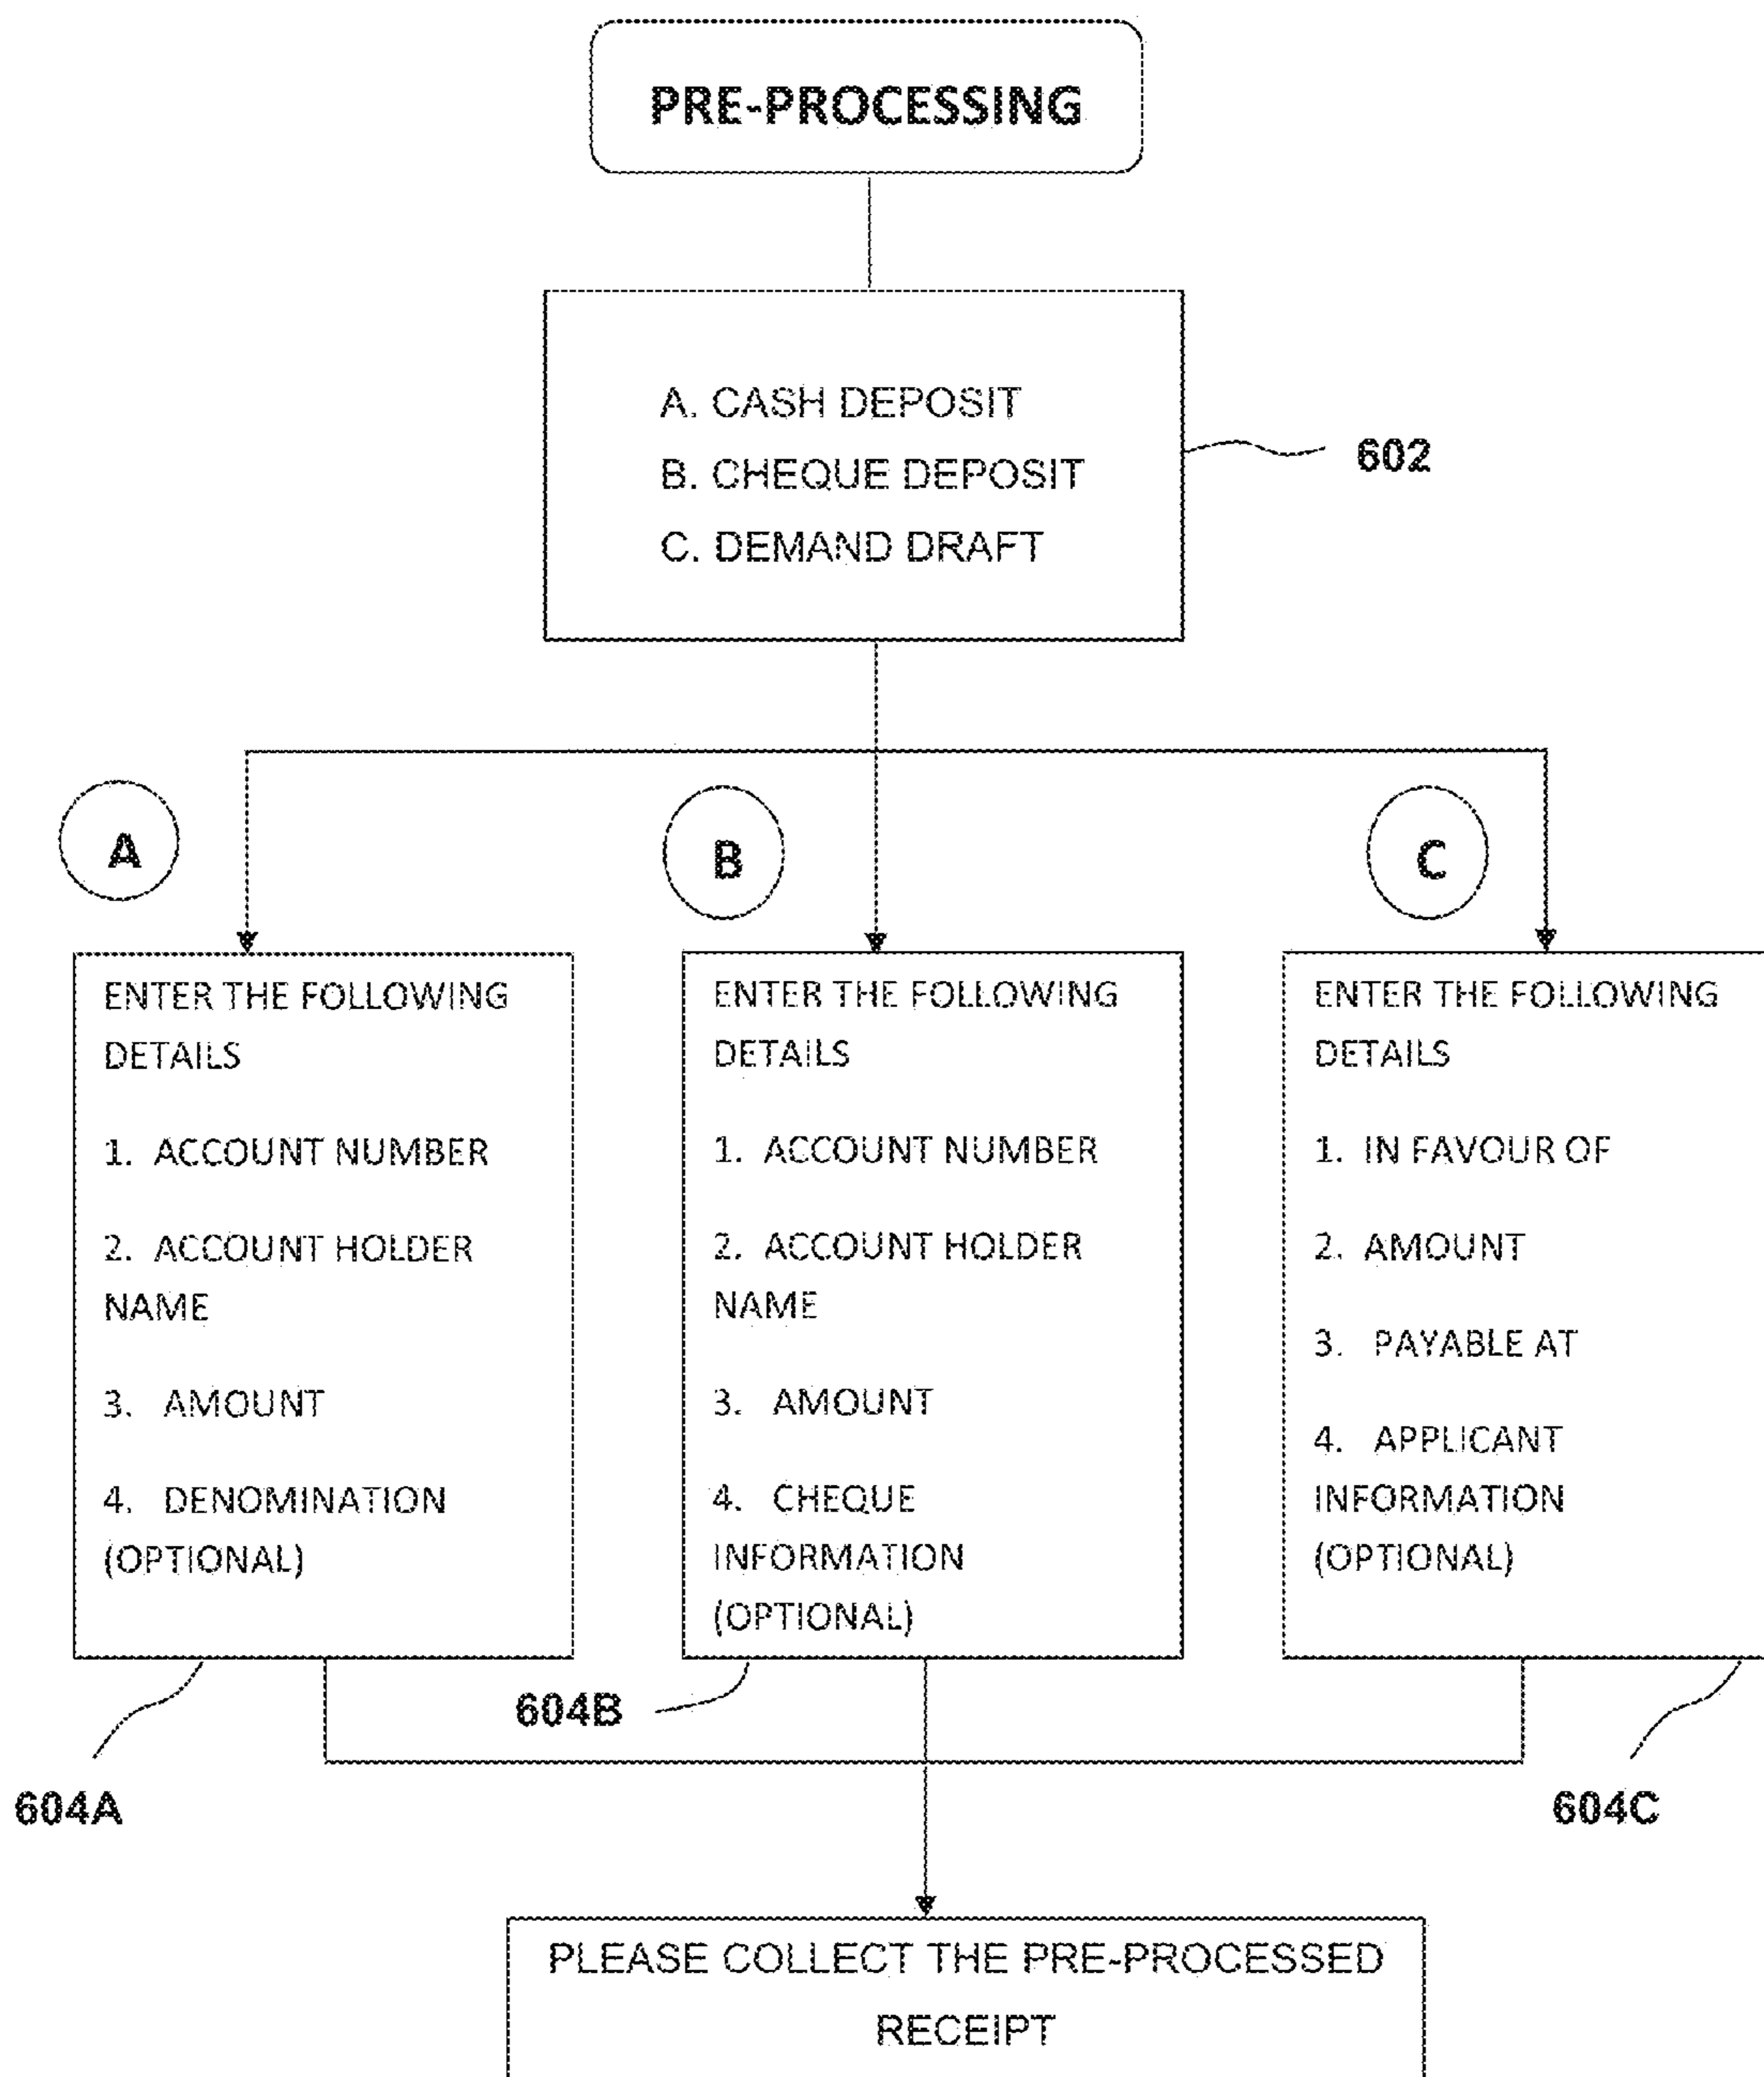 PRE-PROCESSING
A. CASH DEPOSIT
B. CHEQUE DEPOSIT
C. DEMAND DRAFT
602
A
B
C
ENTER THE FOLLOWING
DETAILS
1. ACCOUNT NUMBER
2. ACCOUNT HOLDER
NAME
3. AMOUNT
4. DENOMINATION
(OPTIONAL)
604A
ENTER THE FOLLOWING
DETAILS
1. ACCOUNT NUMBER
2. ACCOUNT HOLDER
NAME
3. AMOUNT
4. CHEQUE
INFORMATION
(OPTIONAL)
604B
ENTER THE FOLLOWING
DETAILS
1. IN FAVOUR OF
2. AMOUNT
3. PAYABLE AT
4. APPLICANT
INFORMATION
(OPTIONAL)
604C
PLEASE COLLECT THE PRE-PROCESSED
RECEIPT